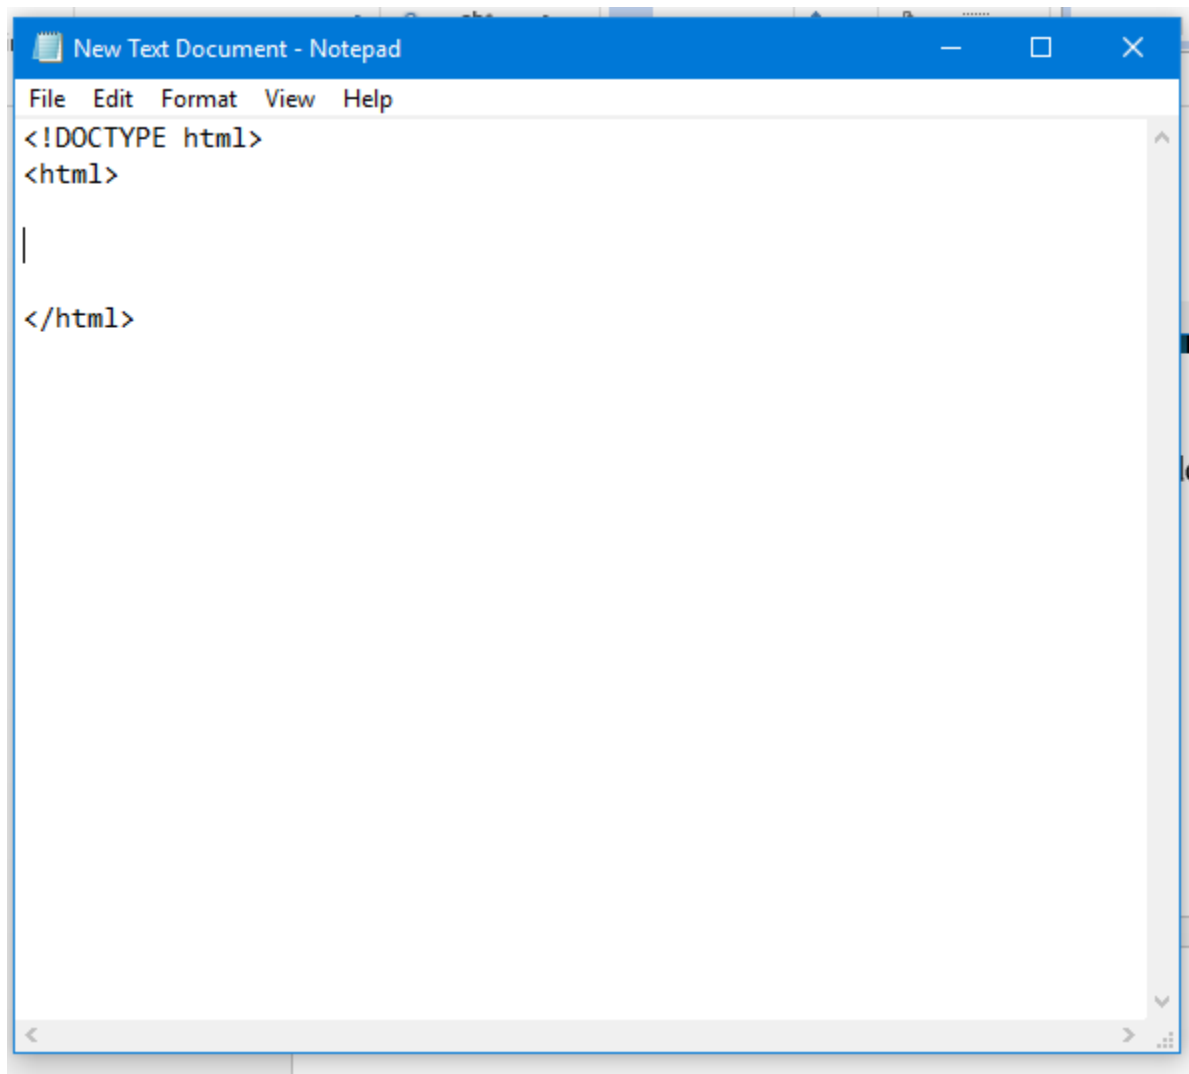 New Text Document - Notepad
File Edit Format View Help
<!DOCTYPE html>
<html>
</html>